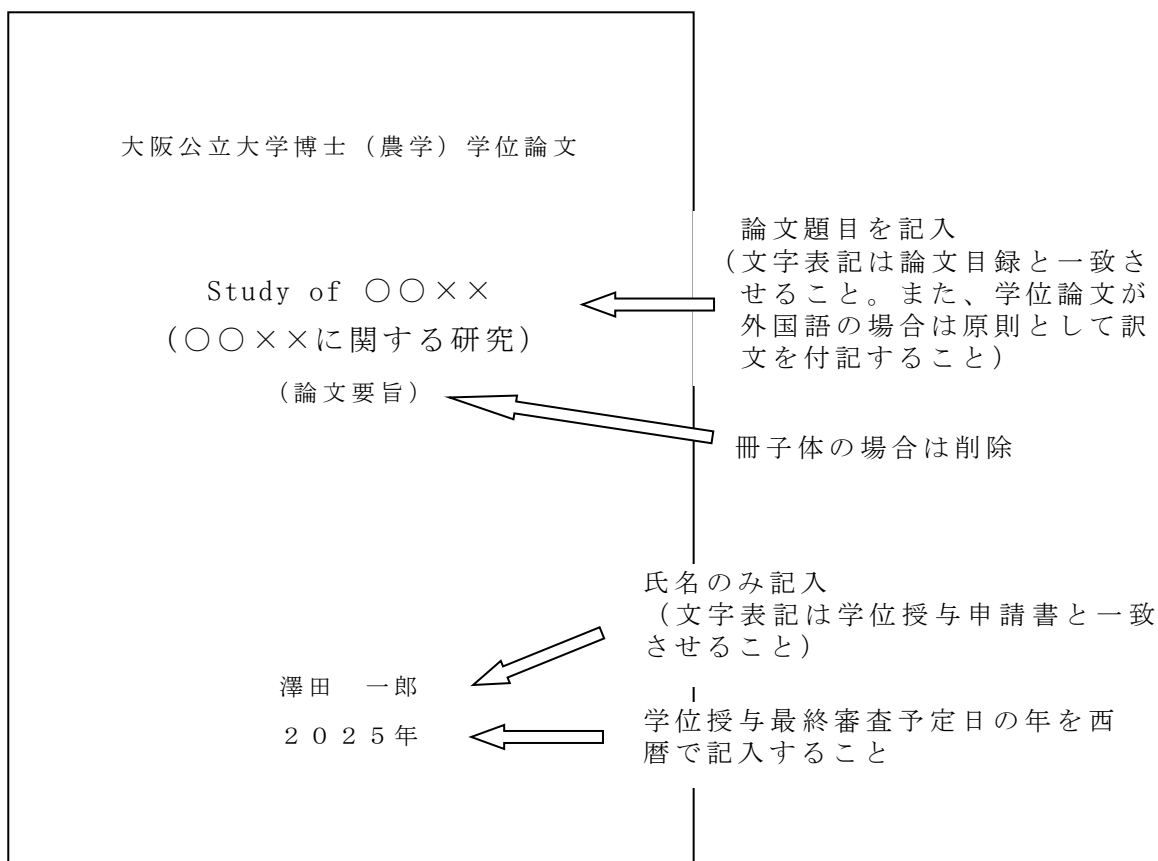 大阪公立大学博士（農学）学位論文
論文題目を記入
（文字表記は論文目録と一致さ
せること。また、学位論文が
外国語の場合は原則として訳
文を付記すること）
Study of ○○××
（○○××に関する研究）
（論文要旨）
冊子体の場合は削除
氏名のみ記入
（文字表記は学位授与申請書と一致
させること）
澤田　一郎
２０２５年
学位授与最終審査予定日の年を西
暦で記入すること